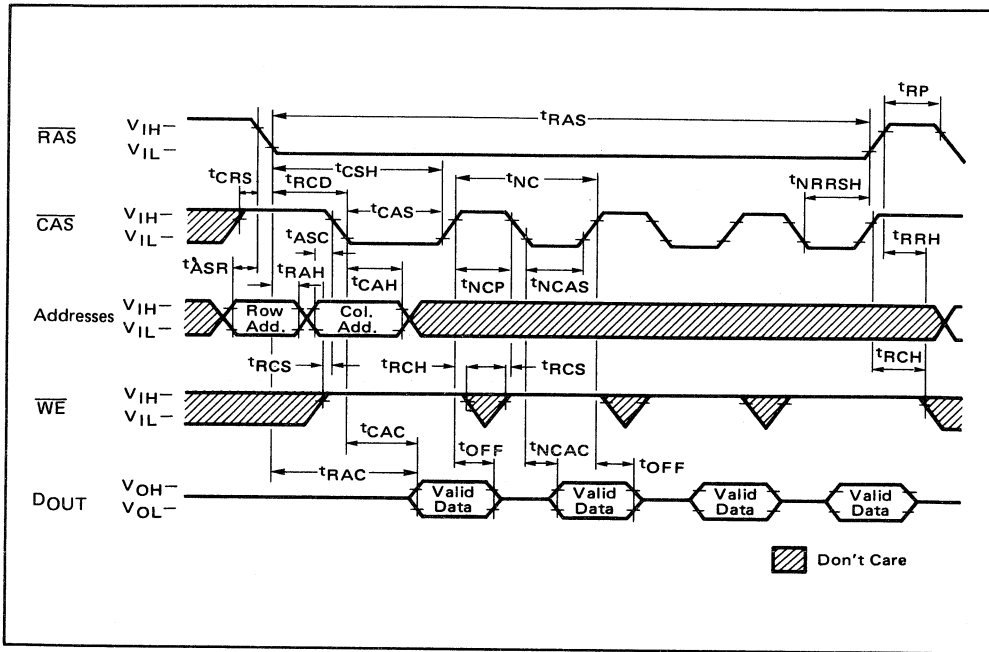 tRP
RAS
VIH
VIL
tRAS
tCSH
tCRS
tRCD
tNC
tNRRSH
CAS
VIH
VIL
tCAS
tASC
tRRH
tASR
tRAH
tCAH
tNCP
tNCAS
Addresses
VIH
VIL
Row
Add.
Col.
Add.
tRCS
tRCH
tRCS
tRCH
WE
VIH
VIL
tCAC
tOFF
tNCAC
tOFF
tRAC
DOUT
VOH
VOL
Valid
Data
Valid
Data
Valid
Data
Valid
Data
Don't Care